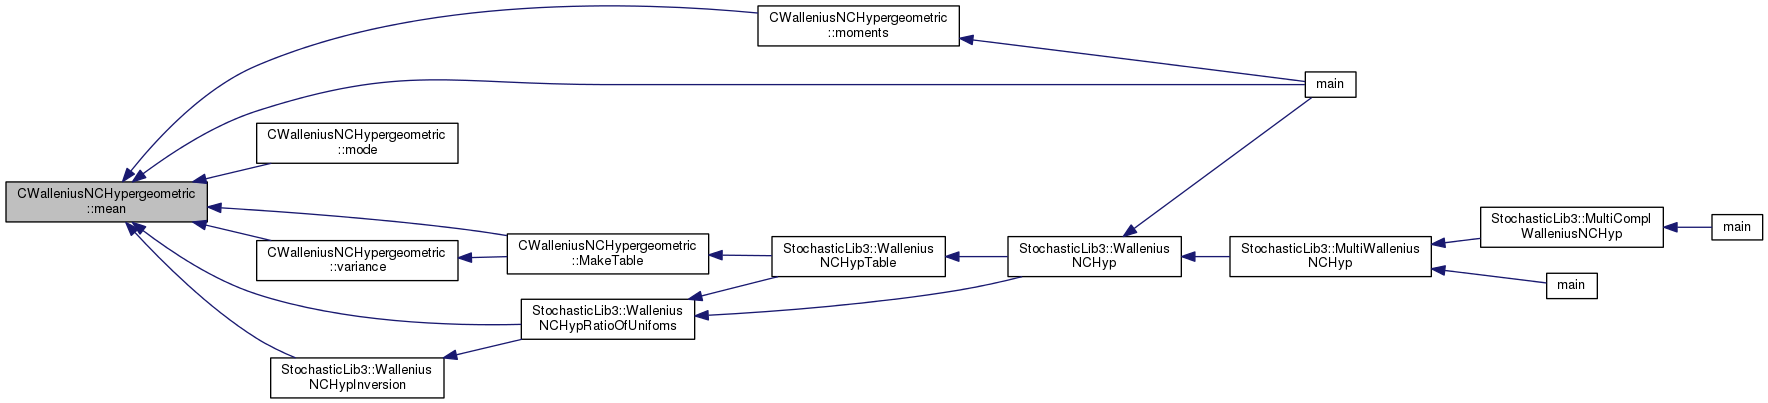 CWalleniusNCHypergeometric
::moments
main
CWalleniusNCHypergeometric
::mode
CWalleniusNCHypergeometric
::mean
CWalleniusNCHypergeometric
::variance
CWalleniusNCHypergeometric
::MakeTable
StochasticLib3::Wallenius
NCHypTable
StochasticLib3::Wallenius
NCHyp
StochasticLib3::MultiWallenius
NCHyp
StochasticLib3::MultiCompl
WalleniusNCHyp
main
main
StochasticLib3::Wallenius
NCHypRatioOfUnifoms
StochasticLib3::Wallenius
NCHypInversion